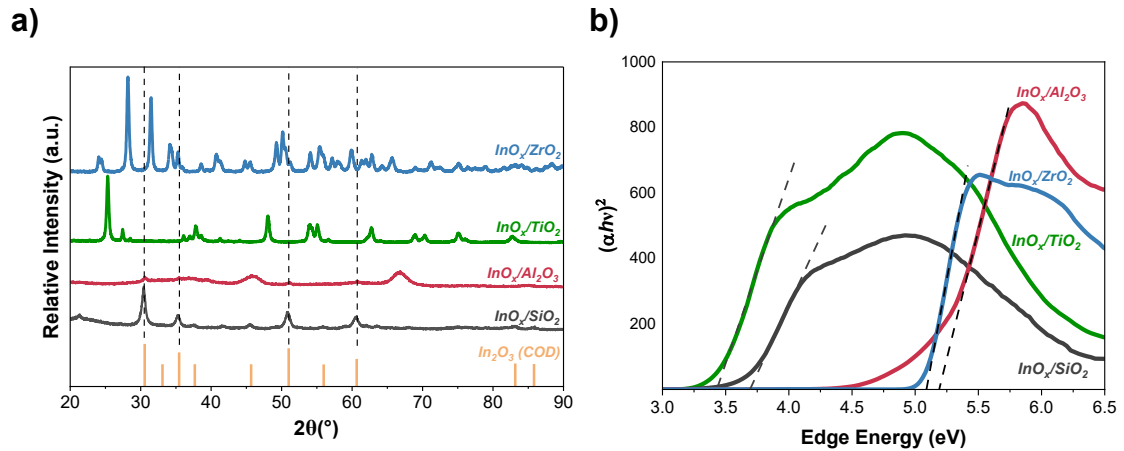 a)
Relative Intensity (a.u.)
InOₓ/ZrO₂
InOₓ/TiO₂
InOₓ/Al₂O₃
InOₓ/SiO₂
In₂O₃ (COD)
20 30 40 50 60 70 80 90
2θ(°)
b)
(αhν)²
1000
800
600
400
200
InOₓ/Al₂O₃
InOₓ/ZrO₂
InOₓ/TiO₂
InOₓ/SiO₂
3.0 3.5 4.0 4.5 5.0 5.5 6.0 6.5
Edge Energy (eV)